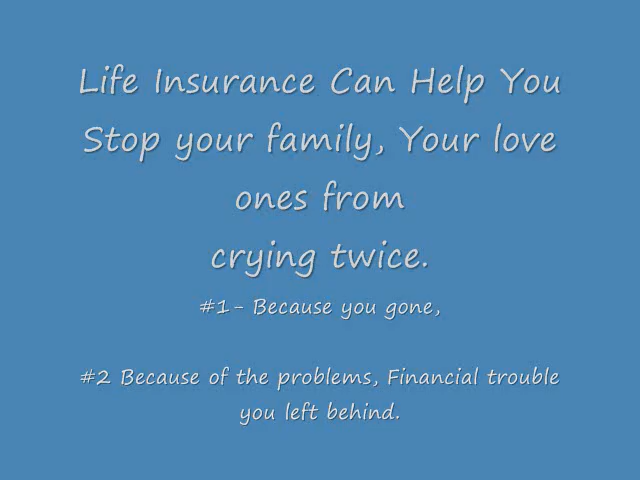 Life Insurance Can Help You
Stop your family, Your love
ones from
crying twice.
#1- Because you gone,
#2 Because of the problems, Financial trouble
you left behind.